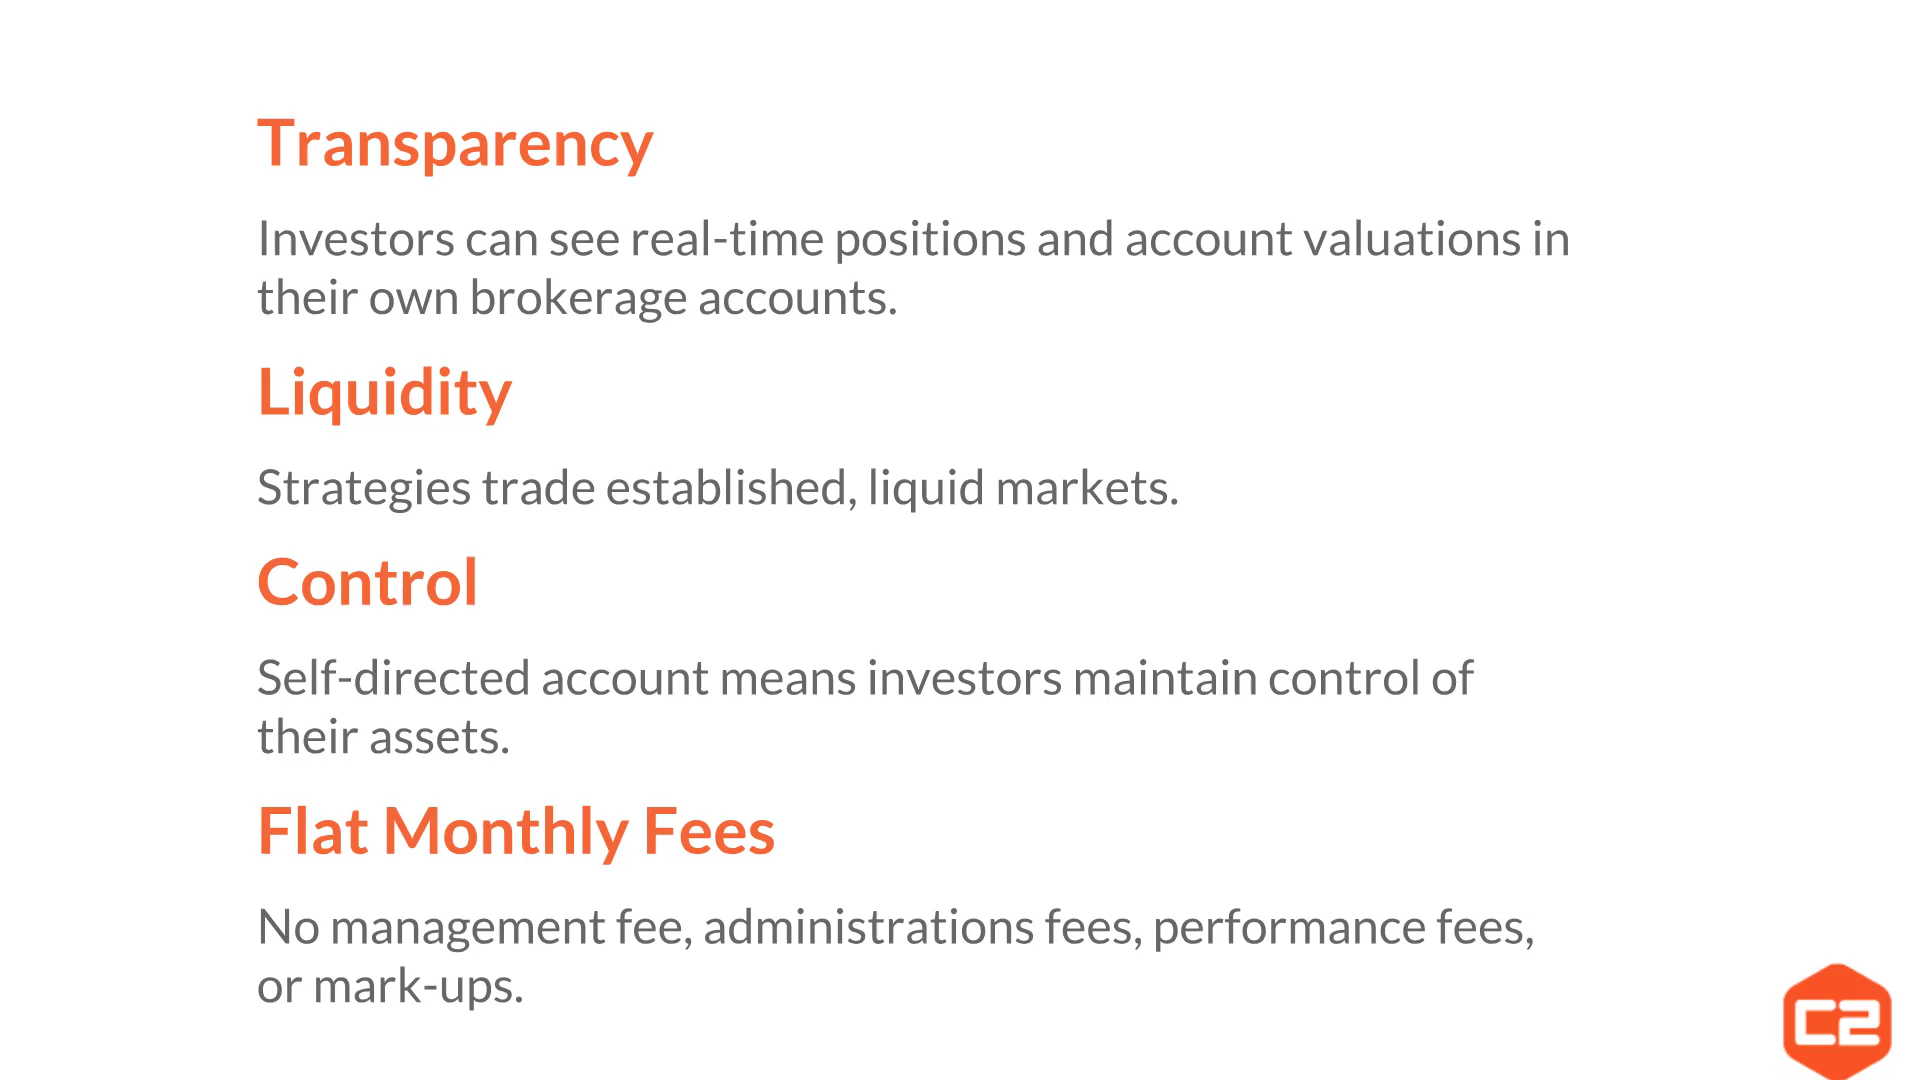 Transparency
Investors can see real-time positions and account valuations in
their own brokerage accounts.
Liquidity
Strategies trade established, liquid markets.
Control
Self-directed account means investors maintain control of
their assets.
Flat Monthly Fees
No management fee, administrations fees, performance fees,
or mark-ups.
C2